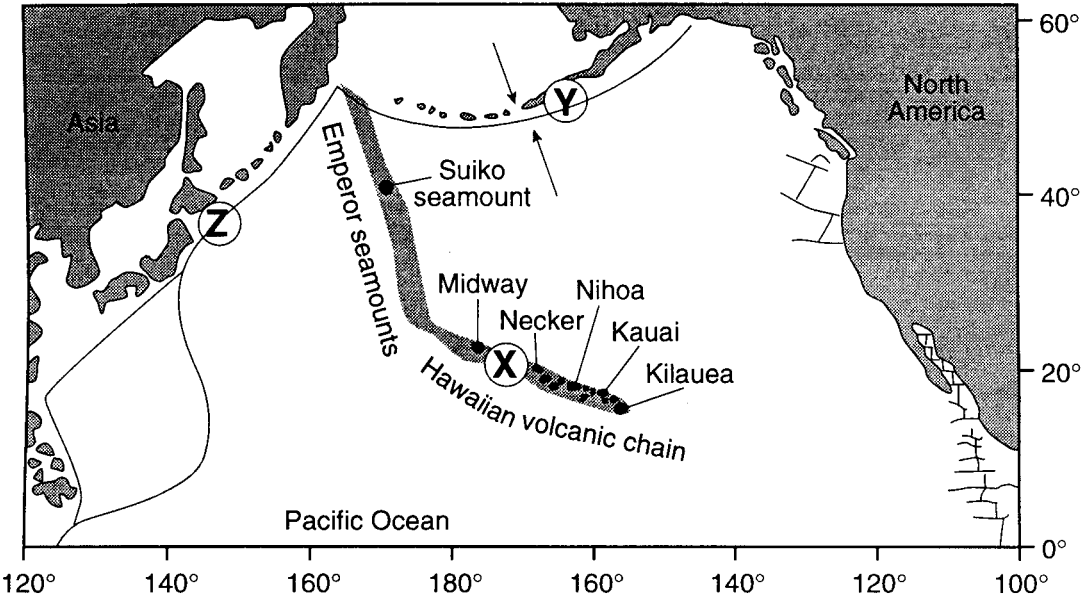 60°
North
America
Asia
Y
Emperor seamounts
Suiko
seamount
40°
Z
Midway
Nihoa
Necker
Kauai
X
Kilauea
20°
Hawaiian volcanic chain
Pacific Ocean
0°
120° 140° 160° 180° 160° 140° 120° 100°